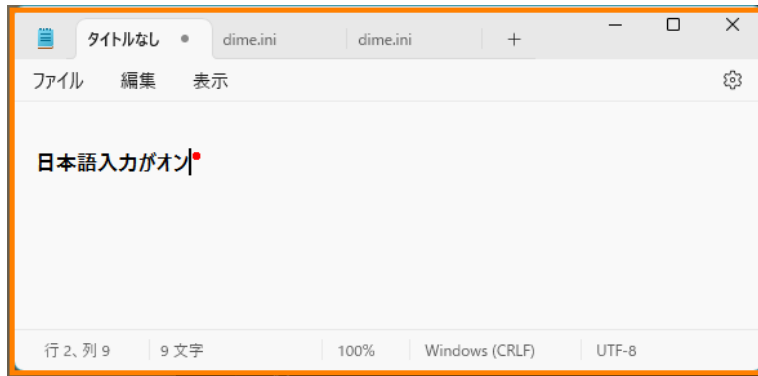 タイトルなし dime.ini dime.ini
ファイル 編集 表示
日本語入力がオン
行 2、列 9 9 文字 100% Windows (CRLF) UTF-8